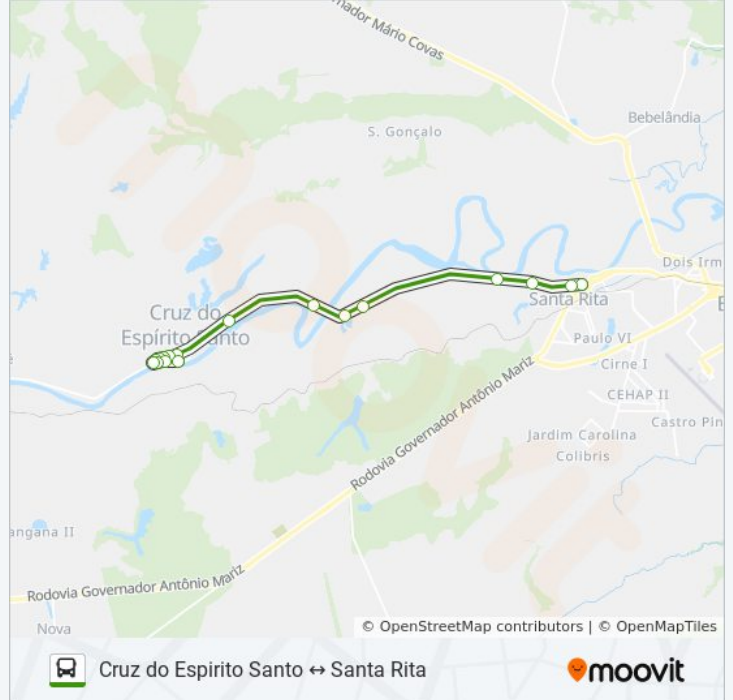 nador Mário Covas
Bebelândia
S. Gonçalo
Dois Irm
Santa Rita
Cruz do
Espírito Santo
Paulo VI
Cirne I
CEHAP II
Castro Pin
Rodovia Governador Antônio Mariz
Jardim Carolina
Colibris
angana II
Rodovia Governador Antônio Mariz
Nova
© OpenStreetMap contributors | © OpenMapTiles
Cruz do Espirito Santo ↔ Santa Rita
moovit